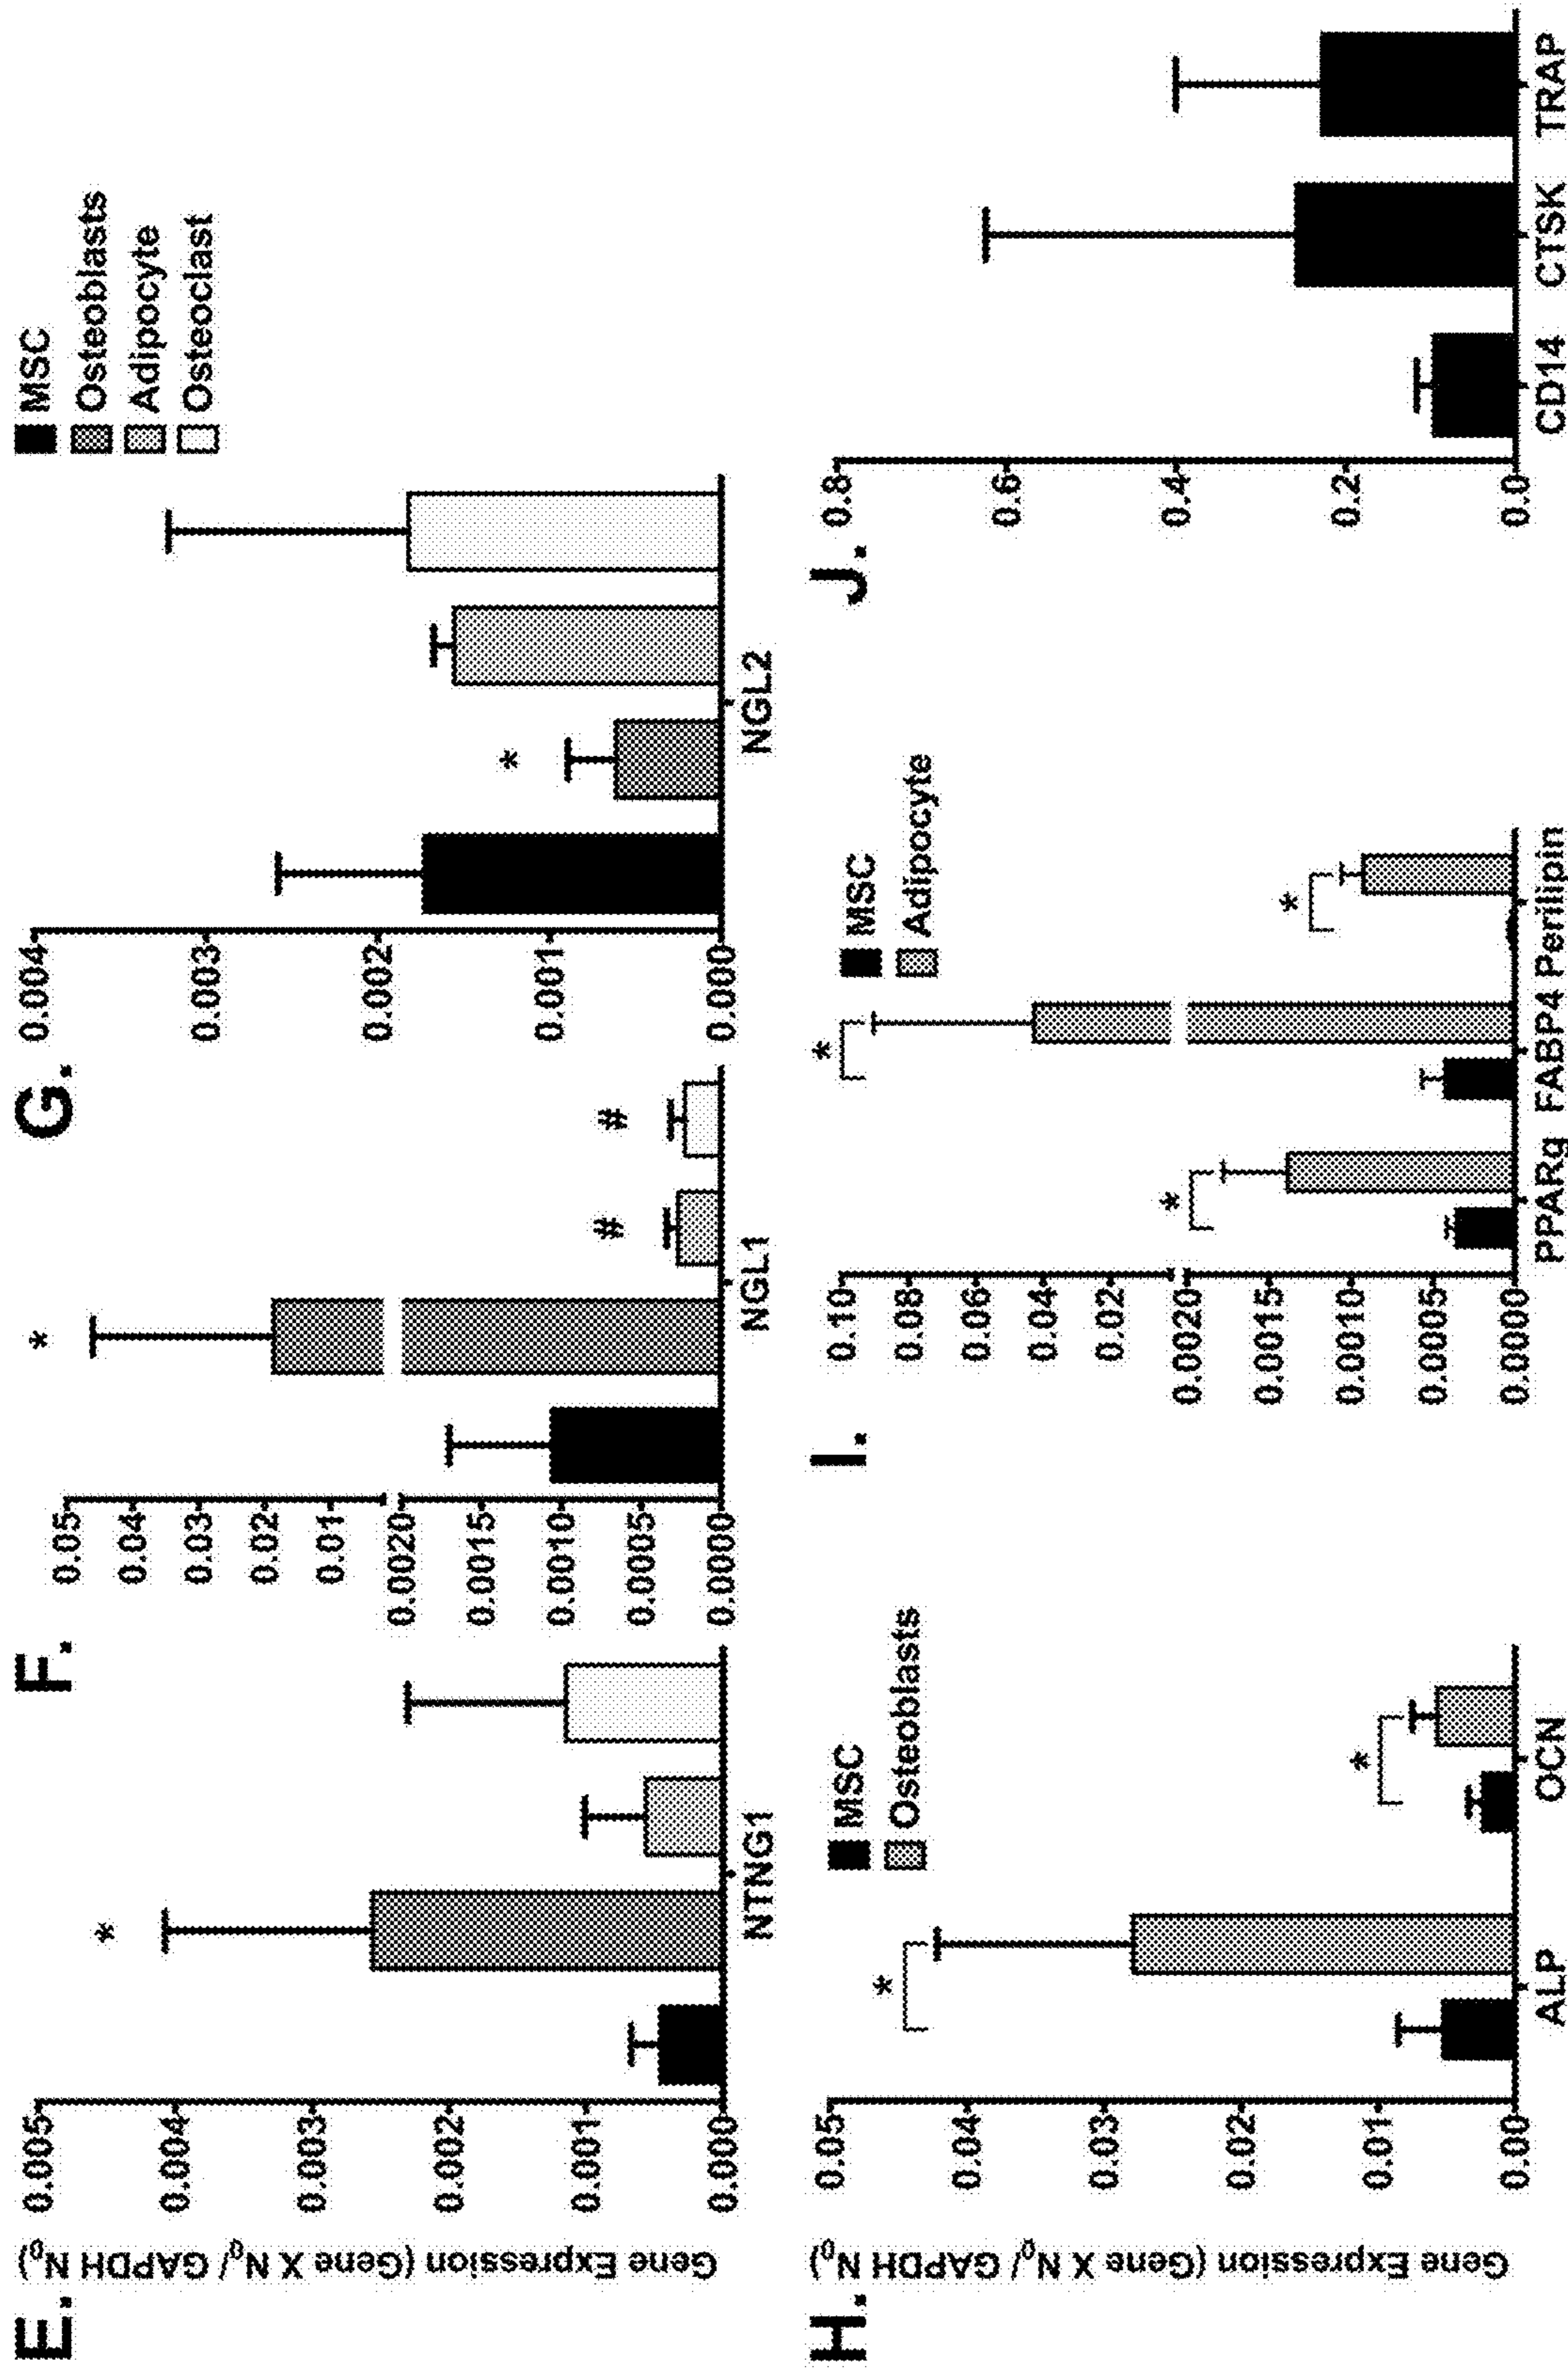 E.
Gene Expression (Gene X N₀/ GAPDH N₀)
0.005
0.004
0.003
0.002
0.001
0.000
*
NTNG1
F.
0.05
0.04
0.03
0.02
0.01
0.0020
0.0015
0.0010
0.0005
0.0000
*
#
#
NGL1
G.
0.004
0.003
0.002
0.001
0.000
*
NGL2
MSC
Osteoblasts
Adipocyte
Osteoclast
H.
Gene Expression (Gene X N₀/ GAPDH N₀)
0.05
0.04
0.03
0.02
0.01
0.00
MSC
Osteoblasts
*
*
ALP OCN
I.
0.10
0.08
0.06
0.04
0.02
0.0020
0.0015
0.0010
0.0005
0.0000
MSC
Adipocyte
*
*
*
PPARg FABP4 Perilipin
J.
0.8
0.6
0.4
0.2
0.0
CD14 CTSK TRAP